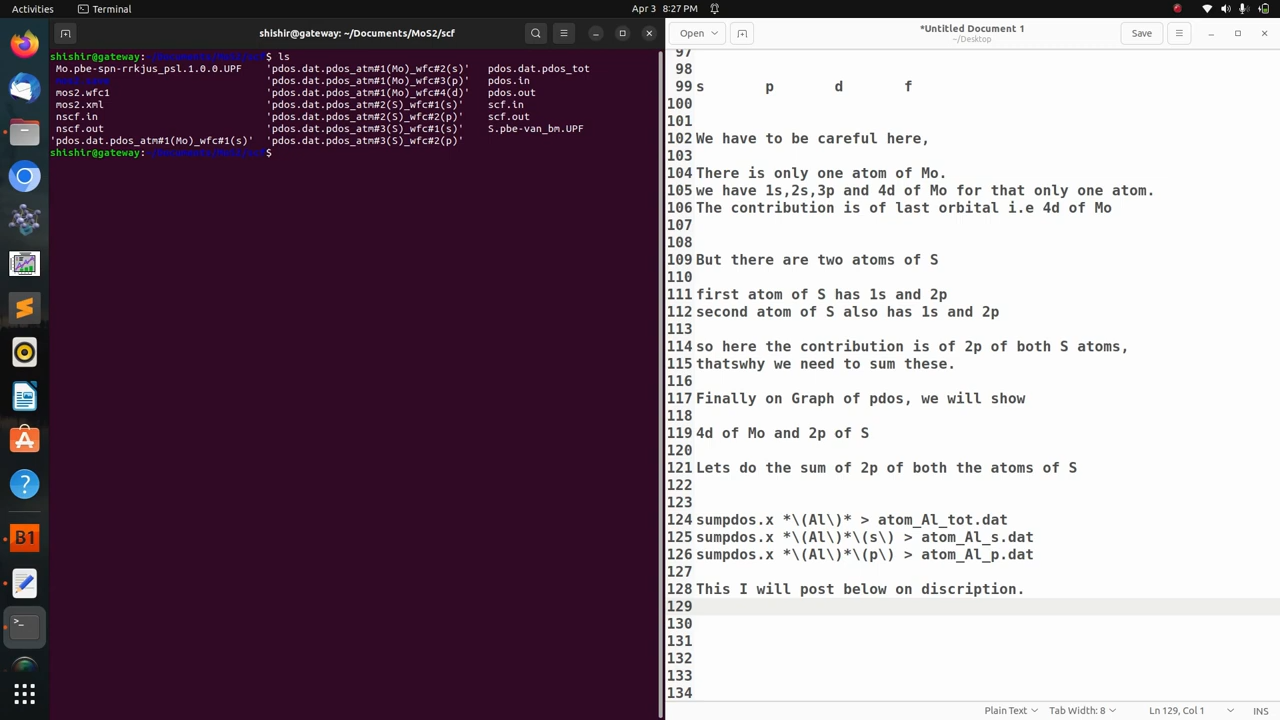 Activities Terminal Apr 3 8:27 PM
shishir@gateway: ~/Documents/MoS2/scf
shishir@gateway:~/Documents/MoS2/scf$ ls
Mo.pbe-spn-rrkjus_psl.1.0.0.UPF 'pdos.dat.pdos_atm#1(Mo)_wfc#2(s)' pdos.dat.pdos_tot
mos2.save 'pdos.dat.pdos_atm#1(Mo)_wfc#3(p)' pdos.in
mos2.wfc1 'pdos.dat.pdos_atm#1(Mo)_wfc#4(d)' pdos.out
mos2.xml 'pdos.dat.pdos_atm#2(S)_wfc#1(s)' scf.in
nscf.in 'pdos.dat.pdos_atm#2(S)_wfc#2(p)' scf.out
nscf.out 'pdos.dat.pdos_atm#3(S)_wfc#1(s)' S.pbe-van_bm.UPF
'pdos.dat.pdos_atm#1(Mo)_wfc#1(s)' 'pdos.dat.pdos_atm#3(S)_wfc#2(p)'
shishir@gateway:~/Documents/MoS2/scf$
Open *Untitled Document 1 Save
~/Desktop
97
98
99 s p d f
100
101
102 We have to be careful here,
103
104 There is only one atom of Mo.
105 we have 1s,2s,3p and 4d of Mo for that only one atom.
106 The contribution is of last orbital i.e 4d of Mo
107
108
109 But there are two atoms of S
110
111 first atom of S has 1s and 2p
112 second atom of S also has 1s and 2p
113
114 so here the contribution is of 2p of both S atoms,
115 thatswhy we need to sum these.
116
117 Finally on Graph of pdos, we will show
118
119 4d of Mo and 2p of S
120
121 Lets do the sum of 2p of both the atoms of S
122
123
124 sumpdos.x *\(Al\)* > atom_Al_tot.dat
125 sumpdos.x *\(Al\)*\(s\) > atom_Al_s.dat
126 sumpdos.x *\(Al\)*\(p\) > atom_Al_p.dat
127
128 This I will post below on discription.
129
130
131
132
133
134
Plain Text Tab Width: 8 Ln 129, Col 1 INS
B1